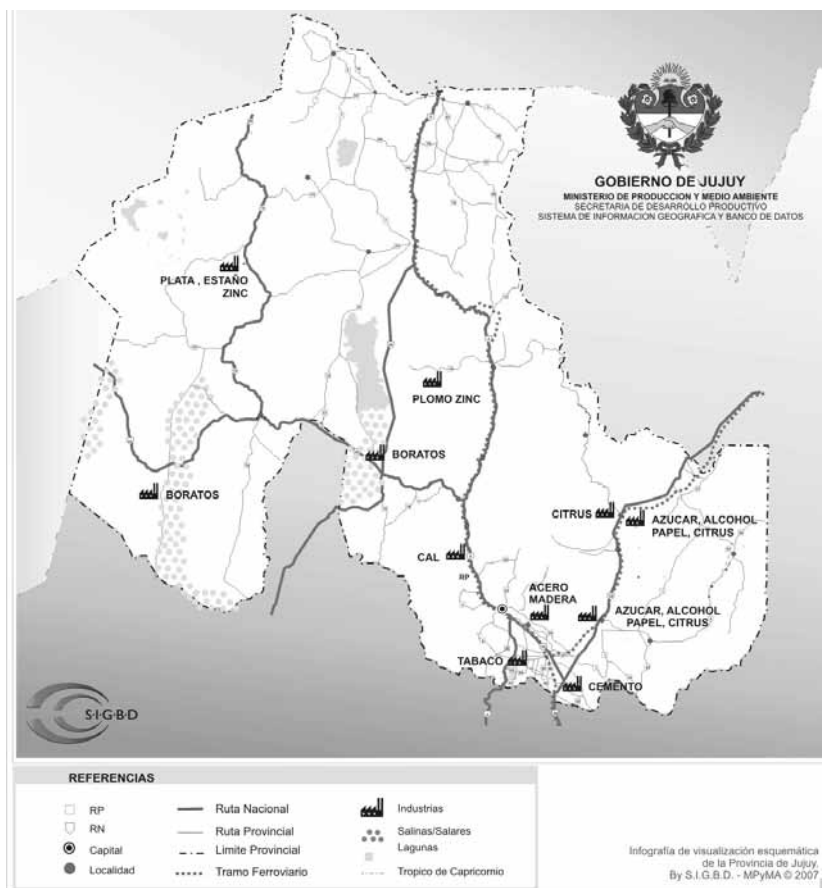 GOBIERNO DE JUJUY
MINISTERIO DE PRODUCCION Y MEDIO AMBIENTE
SECRETARIA DE DESARROLLO PRODUCTIVO
SISTEMA DE INFORMACION GEOGRAFICA Y BANCO DE DATOS
PLATA , ESTAÑO
ZINC
PLOMO ZINC
BORATOS
BORATOS
CITRUS
AZUCAR, ALCOHOL
PAPEL, CITRUS
CAL
RP
ACERO
MADERA
AZUCAR, ALCOHOL
PAPEL, CITRUS
TABACO
CEMENTO
S·I·G·B·D
REFERENCIAS
RP
RN
Capital
Localidad
Ruta Nacional
Ruta Provincial
Limite Provincial
Tramo Ferroviario
Industrias
Salinas/Salares
Lagunas
Tropico de Capricornio
Infografía de visualización esquemática
de la Provincia de Jujuy.
By S.I.G.B.D. - MPyMA © 2007